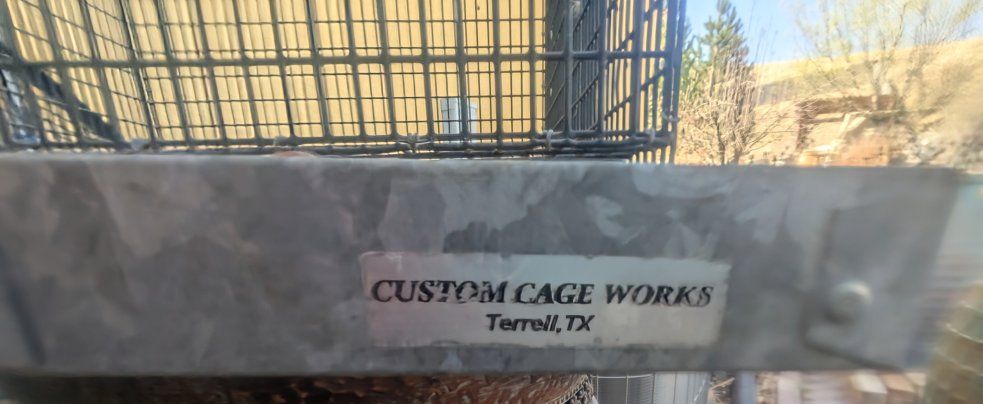 CUSTOM CAGE WORKS
Terrell, TX